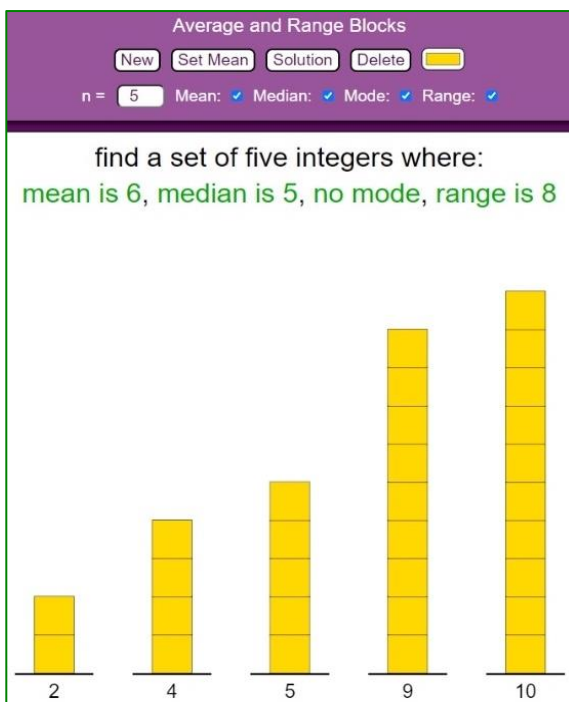 Average and Range Blocks
New Set Mean Solution Delete
n = 5 Mean: Median: Mode: Range:
find a set of five integers where:
mean is 6, median is 5, no mode, range is 8
2 4 5 9 10